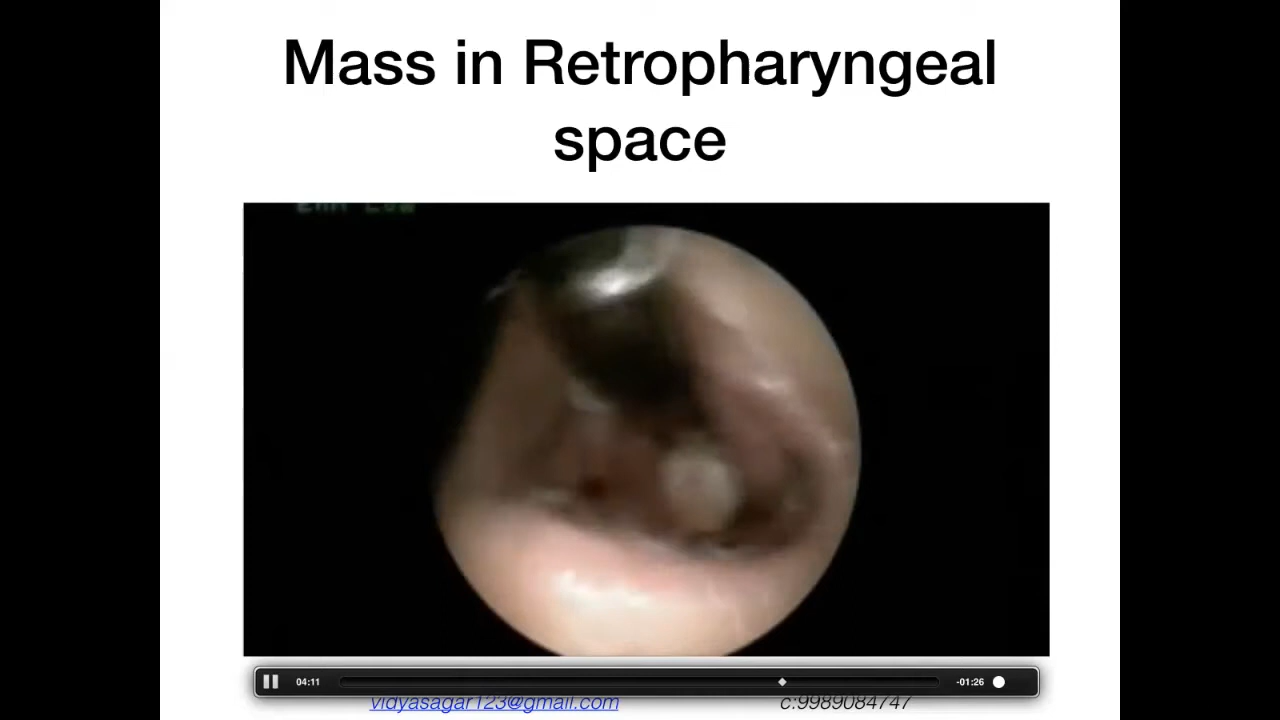 Mass in Retropharyngeal
space
04:11
-01:26
vidyasagar123@gmail.com
c:9989084747